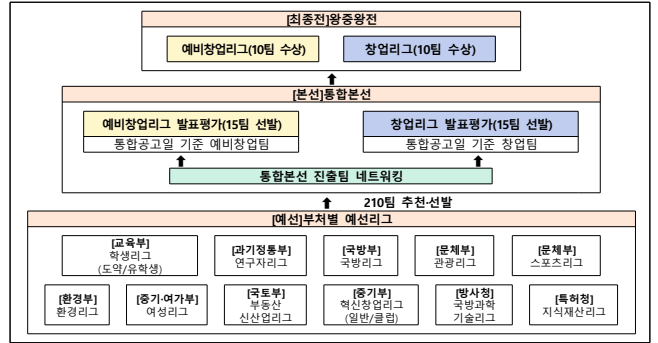 [최종전]왕중왕전
예비창업리그(10팀 수상)
창업리그(10팀 수상)
[본선]통합본선
예비창업리그 발표평가(15팀 선발)
통합공고일 기준 예비창업팀
창업리그 발표평가(15팀 선발)
통합공고일 기준 창업팀
통합본선 진출팀 네트워킹
210팀 추천·선발
[예선]부처별 예선리그
[교육부]
학생리그
(도약/유학생)
[과기정통부]
연구자리그
[국방부]
국방리그
[문체부]
관광리그
[문체부]
스포츠리그
[환경부]
환경리그
[중기·여가부]
여성리그
[국토부]
부동산
신산업리그
[중기부]
혁신창업리그
(일반/클럽)
[방사청]
국방과학
기술리그
[특허청]
지식재산리그